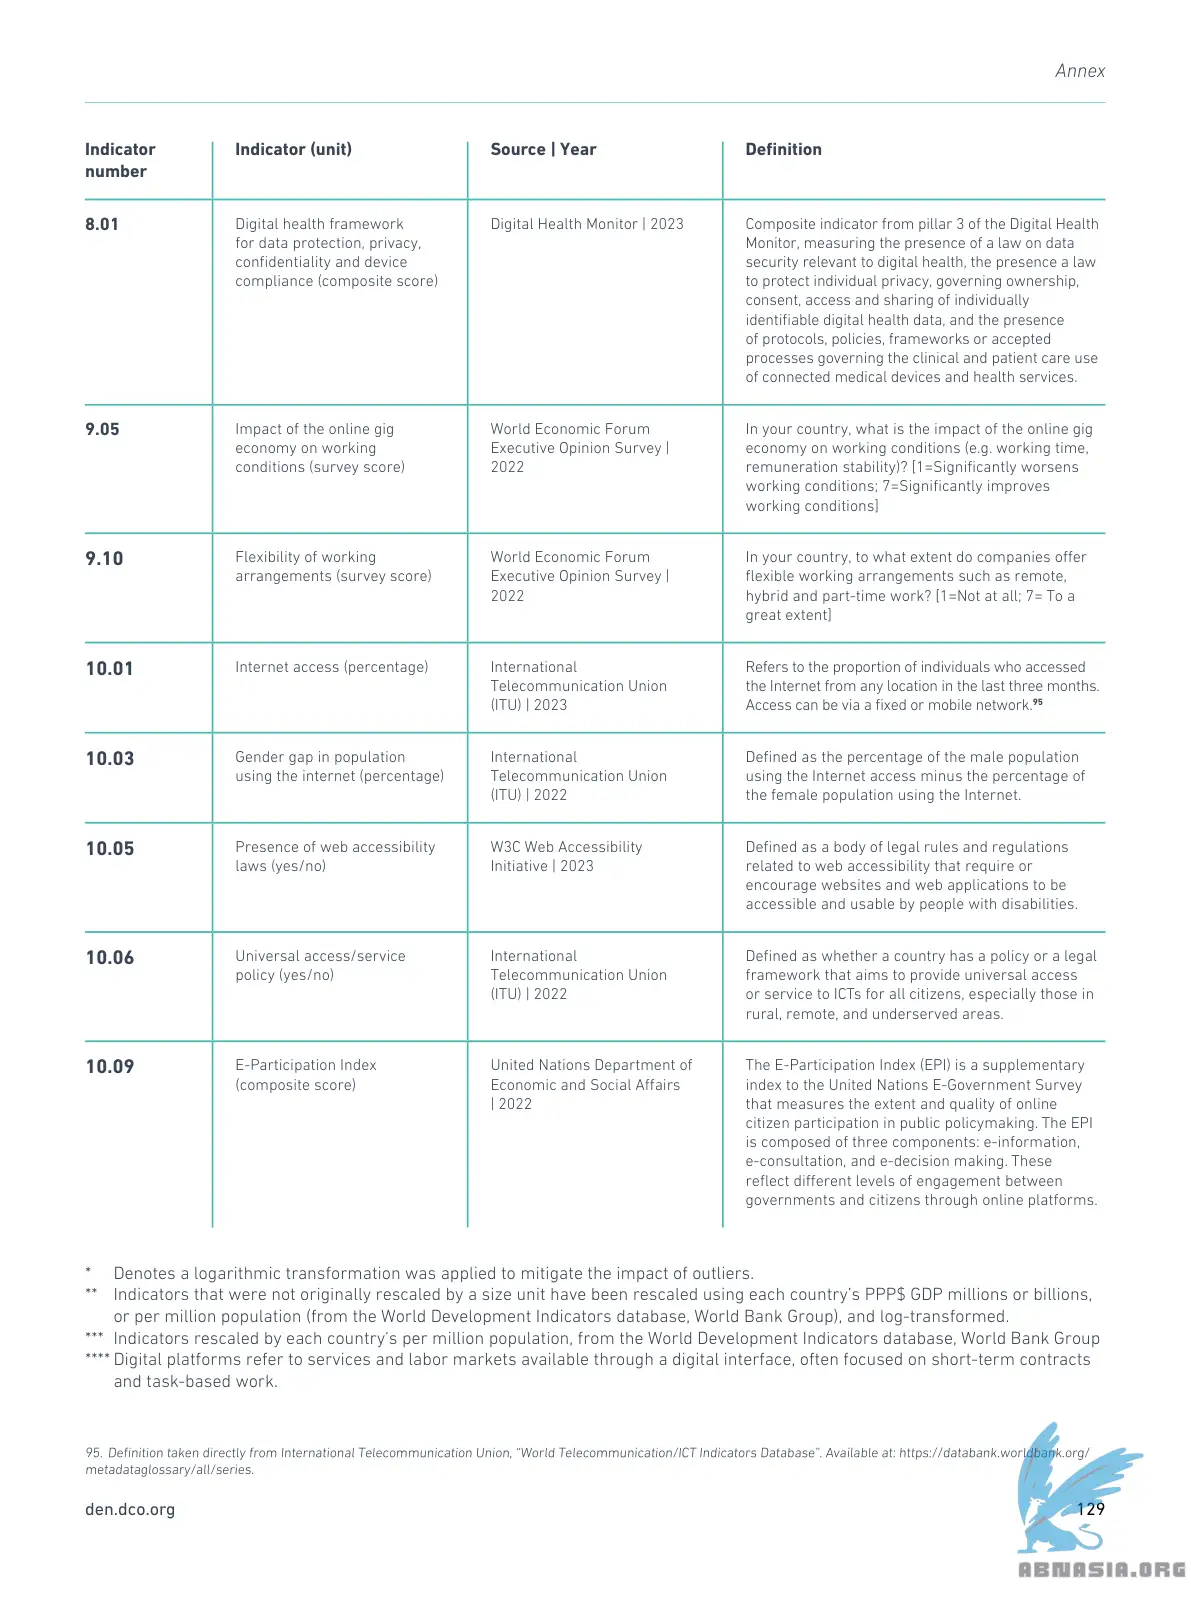 Annex
Indicator
number
Indicator (unit)
Source | Year
Definition
8.01
Digital health framework
for data protection, privacy,
confidentiality and device
compliance (composite score)
Digital Health Monitor | 2023
Composite indicator from pillar 3 of the Digital Health
Monitor, measuring the presence of a law on data
security relevant to digital health, the presence a law
to protect individual privacy, governing ownership,
consent, access and sharing of individually
identifiable digital health data, and the presence
of protocols, policies, frameworks or accepted
processes governing the clinical and patient care use
of connected medical devices and health services.
9.05
Impact of the online gig
economy on working
conditions (survey score)
World Economic Forum
Executive Opinion Survey |
2022
In your country, what is the impact of the online gig
economy on working conditions (e.g. working time,
remuneration stability)? [1=Significantly worsens
working conditions; 7=Significantly improves
working conditions]
9.10
Flexibility of working
arrangements (survey score)
World Economic Forum
Executive Opinion Survey |
2022
In your country, to what extent do companies offer
flexible working arrangements such as remote,
hybrid and part-time work? [1=Not at all; 7= To a
great extent]
10.01
Internet access (percentage)
International
Telecommunication Union
(ITU) | 2023
Refers to the proportion of individuals who accessed
the Internet from any location in the last three months.
Access can be via a fixed or mobile network.95
10.03
Gender gap in population
using the internet (percentage)
International
Telecommunication Union
(ITU) | 2022
Defined as the percentage of the male population
using the Internet access minus the percentage of
the female population using the Internet.
10.05
Presence of web accessibility
laws (yes/no)
W3C Web Accessibility
Initiative | 2023
Defined as a body of legal rules and regulations
related to web accessibility that require or
encourage websites and web applications to be
accessible and usable by people with disabilities.
10.06
Universal access/service
policy (yes/no)
International
Telecommunication Union
(ITU) | 2022
Defined as whether a country has a policy or a legal
framework that aims to provide universal access
or service to ICTs for all citizens, especially those in
rural, remote, and underserved areas.
10.09
E-Participation Index
(composite score)
United Nations Department of
Economic and Social Affairs
| 2022
The E-Participation Index (EPI) is a supplementary
index to the United Nations E-Government Survey
that measures the extent and quality of online
citizen participation in public policymaking. The EPI
is composed of three components: e-information,
e-consultation, and e-decision making. These
reflect different levels of engagement between
governments and citizens through online platforms.
* Denotes a logarithmic transformation was applied to mitigate the impact of outliers.
** Indicators that were not originally rescaled by a size unit have been rescaled using each country's PPP$ GDP millions or billions,
or per million population (from the World Development Indicators database, World Bank Group), and log-transformed.
*** Indicators rescaled by each country's per million population, from the World Development Indicators database, World Bank Group
**** Digital platforms refer to services and labor markets available through a digital interface, often focused on short-term contracts
and task-based work.
95. Definition taken directly from International Telecommunication Union, "World Telecommunication/ICT Indicators Database". Available at: https://databank.worldbank.org/
metadataglossary/all/series.
den.dco.org
129
ABNASIA.ORG